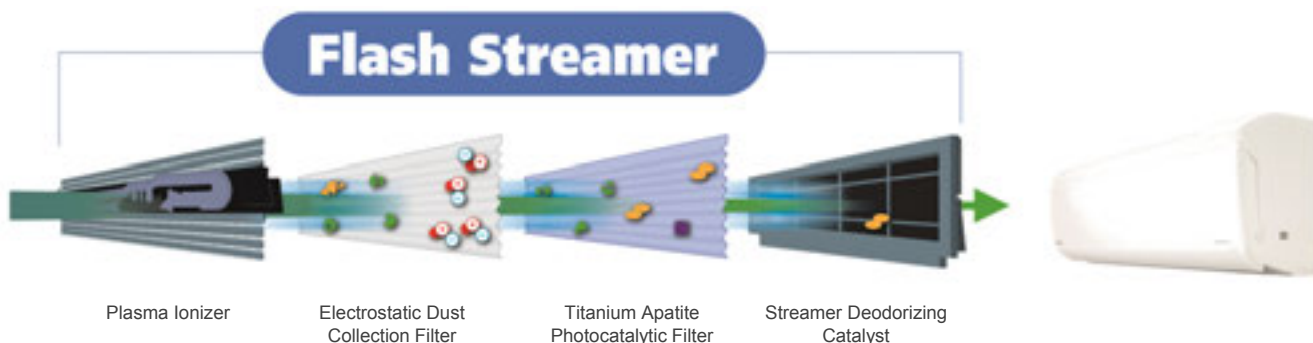 Flash Streamer
Plasma Ionizer
Electrostatic Dust
Collection Filter
Titanium Apatite
Photocatalytic Filter
Streamer Deodorizing
Catalyst